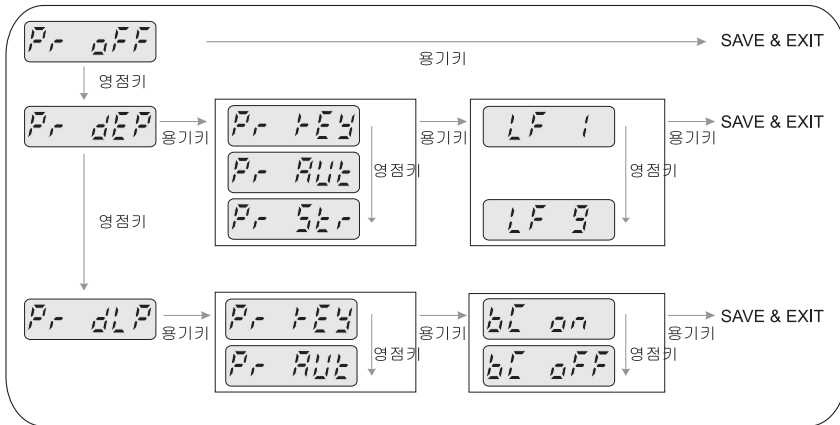 Pr oFF 용기키 SAVE & EXIT
영점키
Pr dEP 용기키 Pr KEY 용기키 LF 1 용기키 SAVE & EXIT
Pr AUt 영점키 영점키
Pr Str LF 9
영점키
Pr dLP 용기키 Pr KEY 용기키 bC on 용기키 SAVE & EXIT
Pr AUt 영점키 bC oFF 영점키